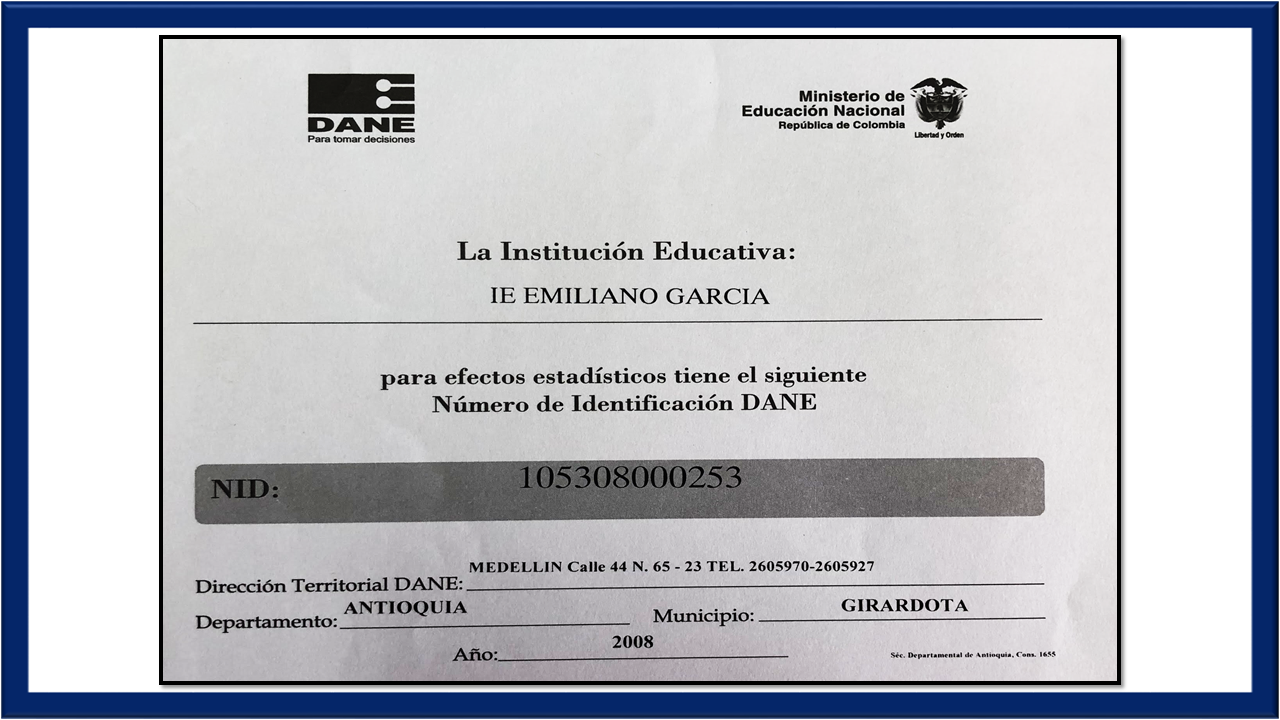 DANE
Para tomar decisiones
Ministerio de
Educación Nacional
República de Colombia
Libertad y Orden
La Institución Educativa:
IE EMILIANO GARCIA
para efectos estadísticos tiene el siguiente
Número de Identificación DANE
NID: 105308000253
Dirección Territorial DANE: MEDELLIN Calle 44 N. 65 - 23 TEL. 2605970-2605927
Departamento: ANTIOQUIA Municipio: GIRARDOTA
Año: 2008
Séc. Departamental de Antioquia, Cons. 1655